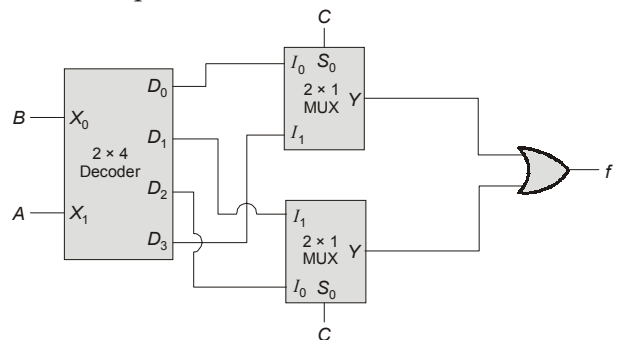 C
I₀ S₀
2 × 1
MUX
Y
I₁
D₀
B
X₀
D₁
2 × 4
Decoder
D₂
A
X₁
D₃
f
I₁
2 × 1
MUX
Y
I₀ S₀
C